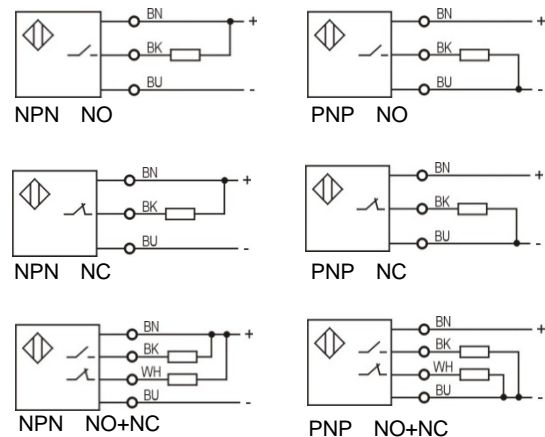 BN +
BK
BU -
NPN NO
BN +
BK
BU -
PNP NO
BN +
BK
BU -
NPN NC
BN +
BK
BU -
PNP NC
BN +
BK
WH
BU -
NPN NO+NC
BN +
BK
WH
BU -
PNP NO+NC